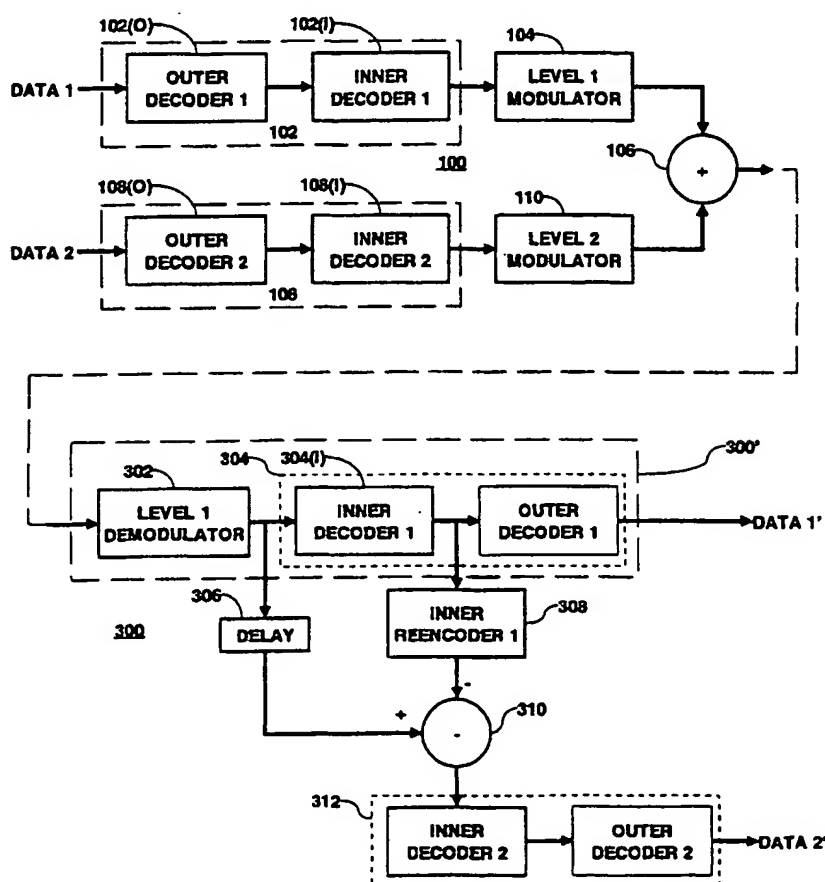 102(O)
102(I)
104
DATA 1
OUTER
DECODER 1
INNER
DECODER 1
LEVEL 1
MODULATOR
102
100
106
+
108(O)
108(I)
110
DATA 2
OUTER
DECODER 2
INNER
DECODER 2
LEVEL 2
MODULATOR
106
302
304
304(I)
300'
LEVEL 1
DEMODULATOR
INNER
DECODER 1
OUTER
DECODER 1
DATA 1'
306
300
DELAY
INNER
REENCODER 1
308
-
+
-
310
312
INNER
DECODER 2
OUTER
DECODER 2
DATA 2'